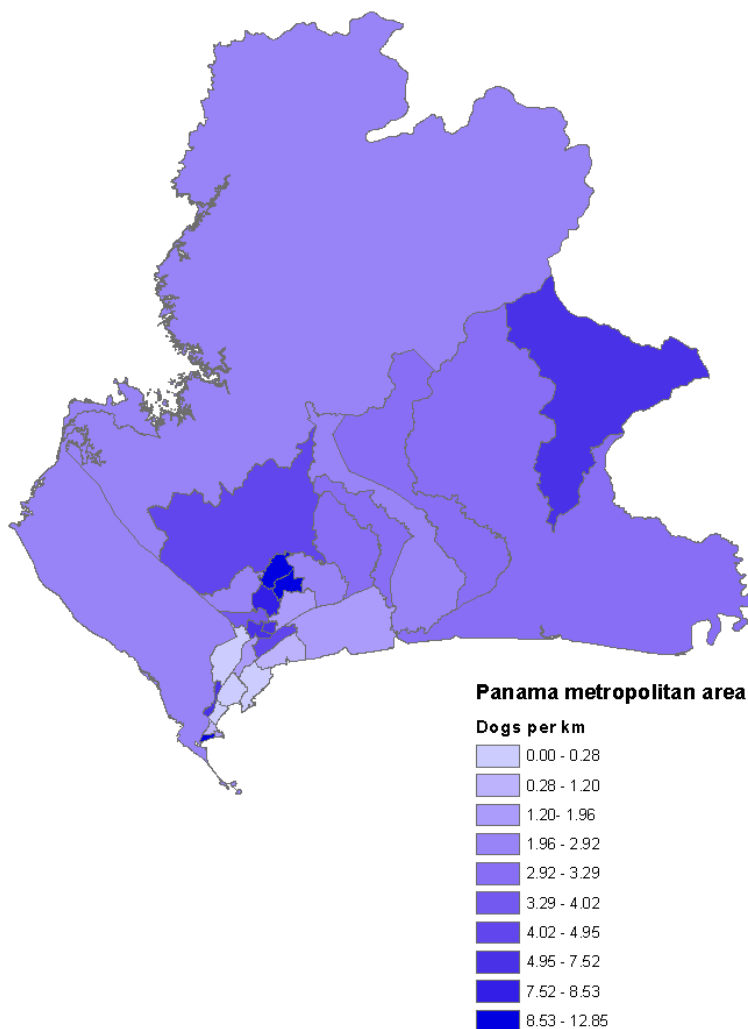 Panama metropolitan area
Dogs per km
0.00 - 0.28
0.28 - 1.20
1.20- 1.96
1.96 - 2.92
2.92 - 3.29
3.29 - 4.02
4.02 - 4.95
4.95 - 7.52
7.52 - 8.53
8.53 - 12.85